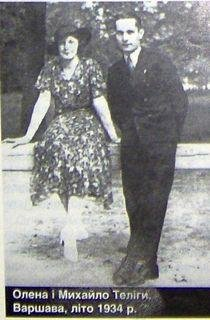 Олена і Михайло Теліги.
Варшава, літо 1934 р.